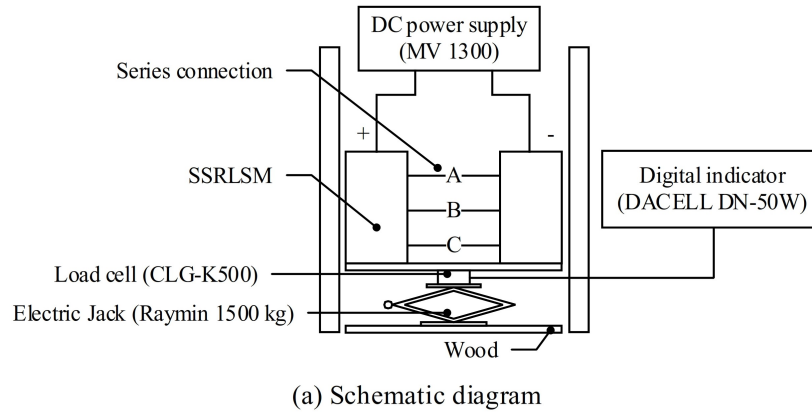 DC power supply
(MV 1300)
Series connection
+
-
SSRLSM
A
B
C
Digital indicator
(DACELL DN-50W)
Load cell (CLG-K500)
Electric Jack (Raymin 1500 kg)
Wood
(a) Schematic diagram